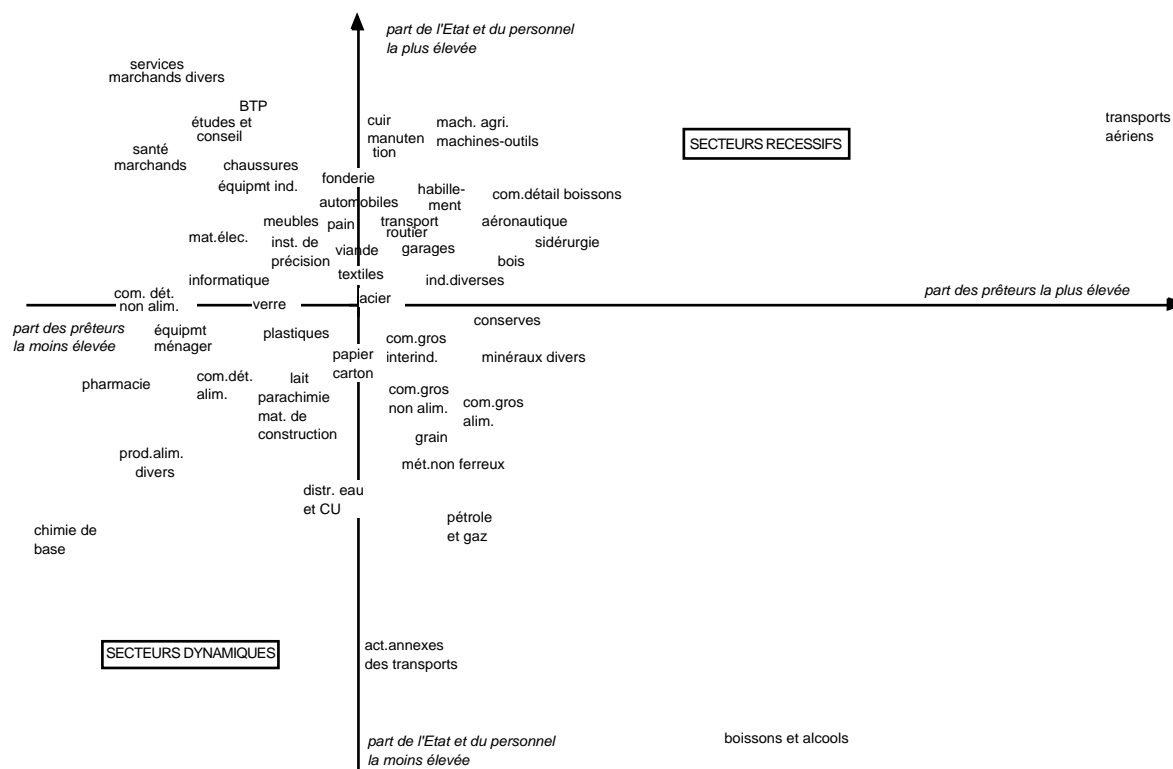 part de l'Etat et du personnel
la plus élevée
services
marchands divers
BTP
études et
conseil
cuir
manuten
tion
mach. agri.
machines-outils
SECTEURS RECESSIFS
transports
aériens
santé
marchands
chaussures
équipmt ind.
fonderie
automobiles
habille-
ment
com.détail boissons
meubles
pain
transport
routier
aéronautique
mat.élec.
inst. de
précision
viande
garages
sidérurgie
bois
informatique
textiles
ind.diverses
com. dét.
non alim.
verre
acier
part des prêteurs la plus élevée
part des prêteurs
la moins élevée
équipmt
ménager
plastiques
conserves
papier
carton
com.gros
interind.
minéraux divers
pharmacie
com.dét.
alim.
lait
parachimie
mat. de
construction
com.gros
non alim.
com.gros
alim.
grain
prod.alim.
divers
mét.non ferreux
distr. eau
et CU
pétrole
et gaz
chimie de
base
SECTEURS DYNAMIQUES
act.annexes
des transports
part de l'Etat et du personnel
la moins élevée
boissons et alcools